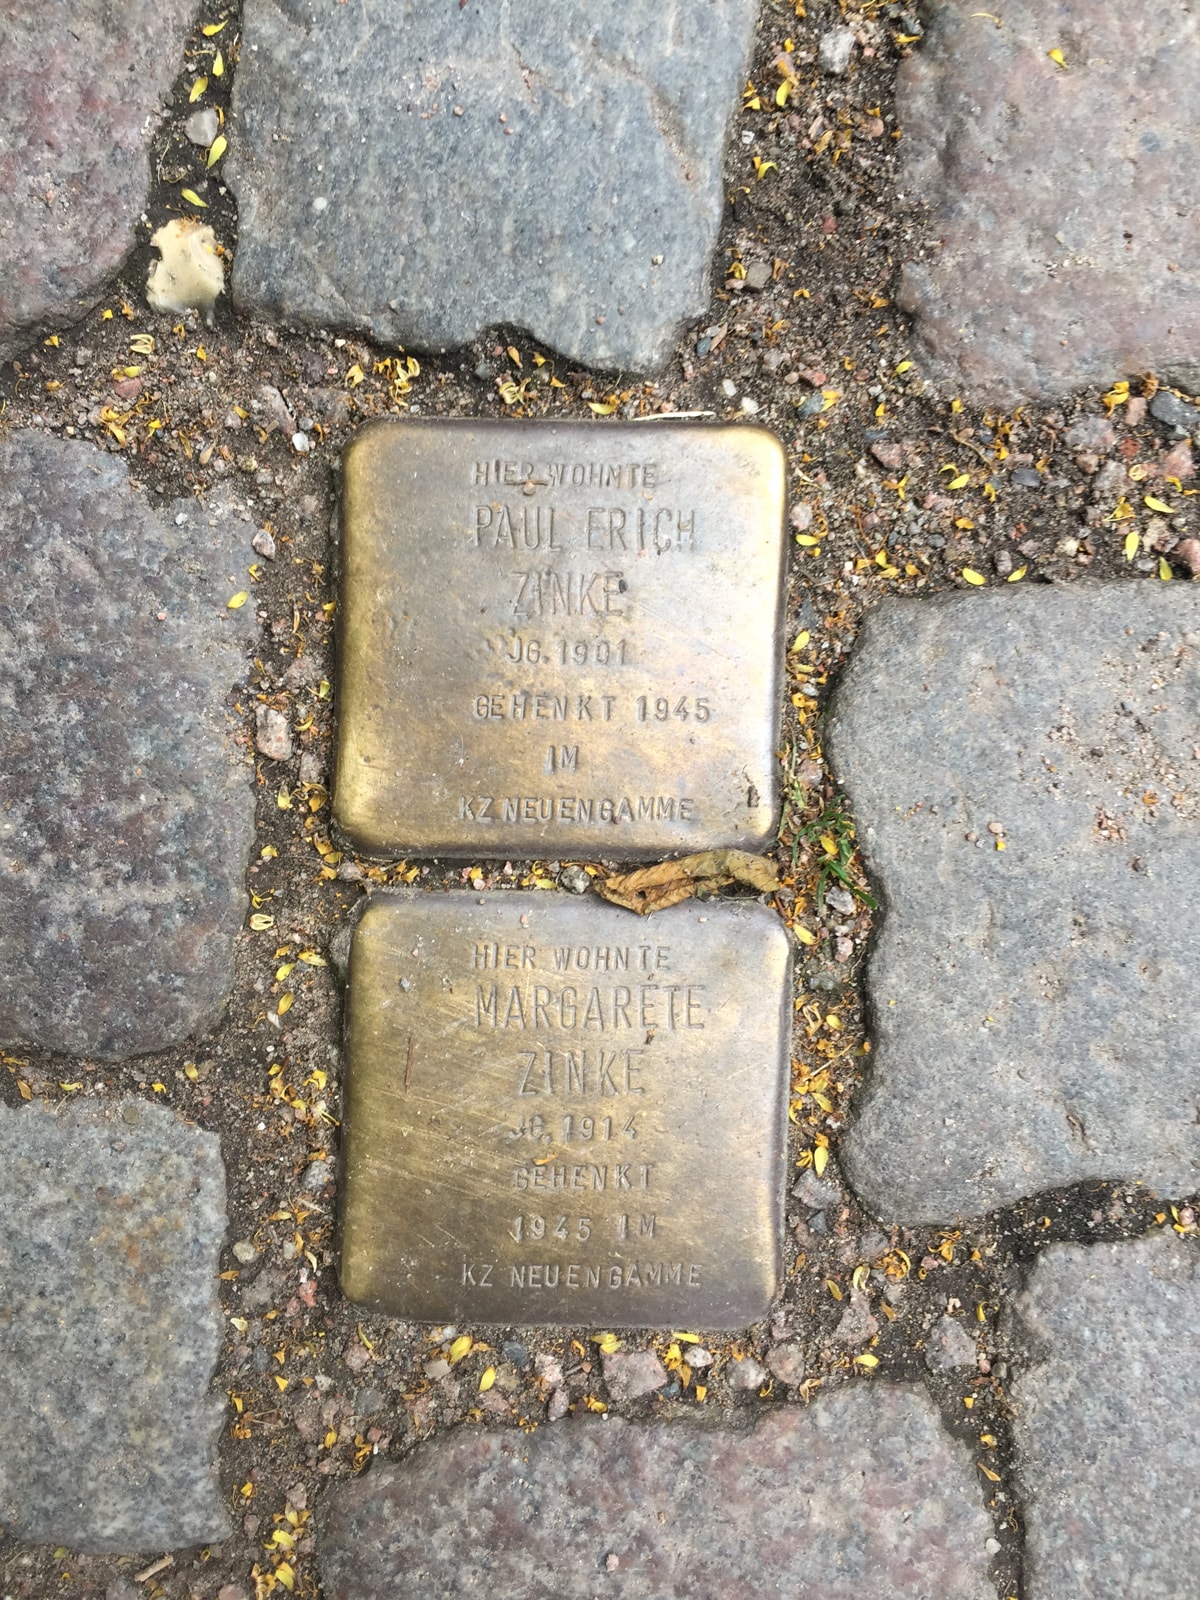 HIER WOHNTE
PAUL ERICH
ZINKE
JG. 1901
GEHENKT 1945
IM
KZ NEUENGAMME
HIER WOHNTE
MARGARETE
ZINKE
JG. 1914
GEHENKT
1945 IM
KZ NEUENGAMME